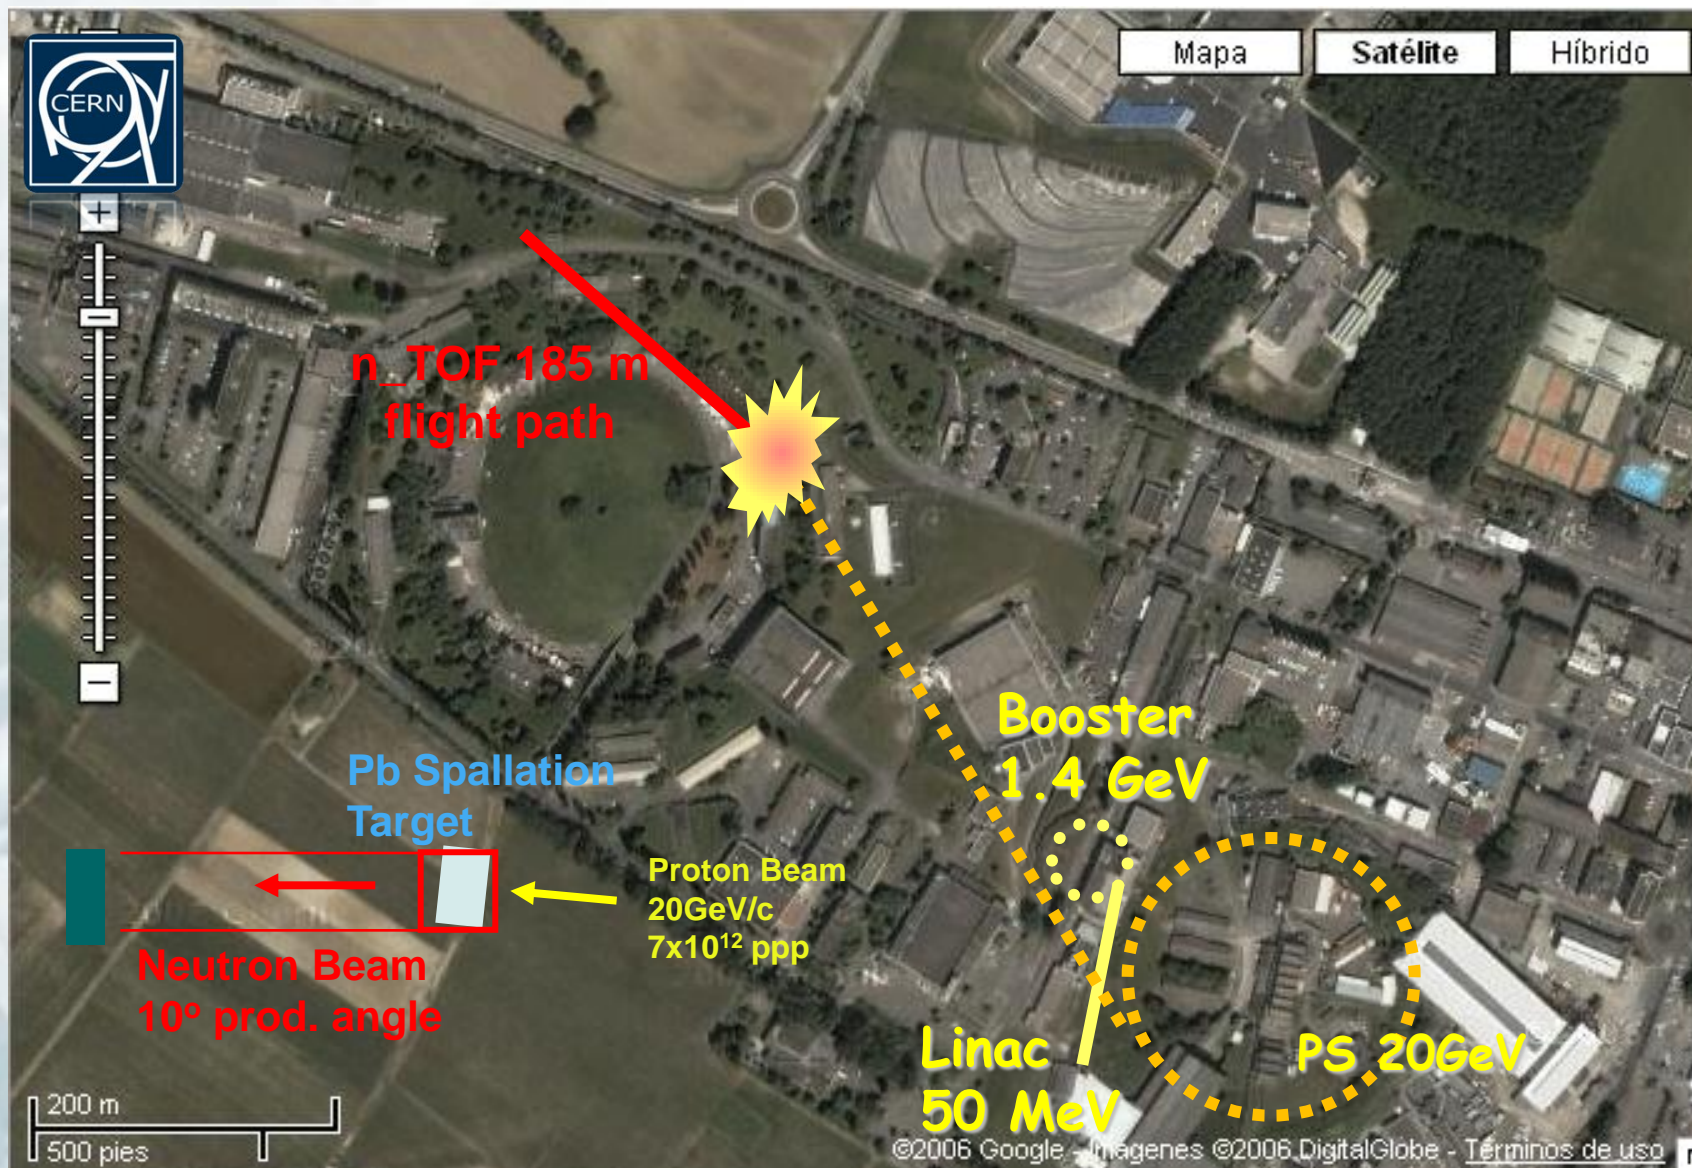 CERN
Mapa
Satélite
Híbrido
+
n_TOF 185 m
flight path
−
Booster
1.4 GeV
Pb Spallation
Target
Proton Beam
20GeV/c
7x10¹² ppp
Neutron Beam
10º prod. angle
Linac
50 MeV
PS 20GeV
200 m
500 pies
©2006 Google - Imágenes ©2006 DigitalGlobe - Términos de uso